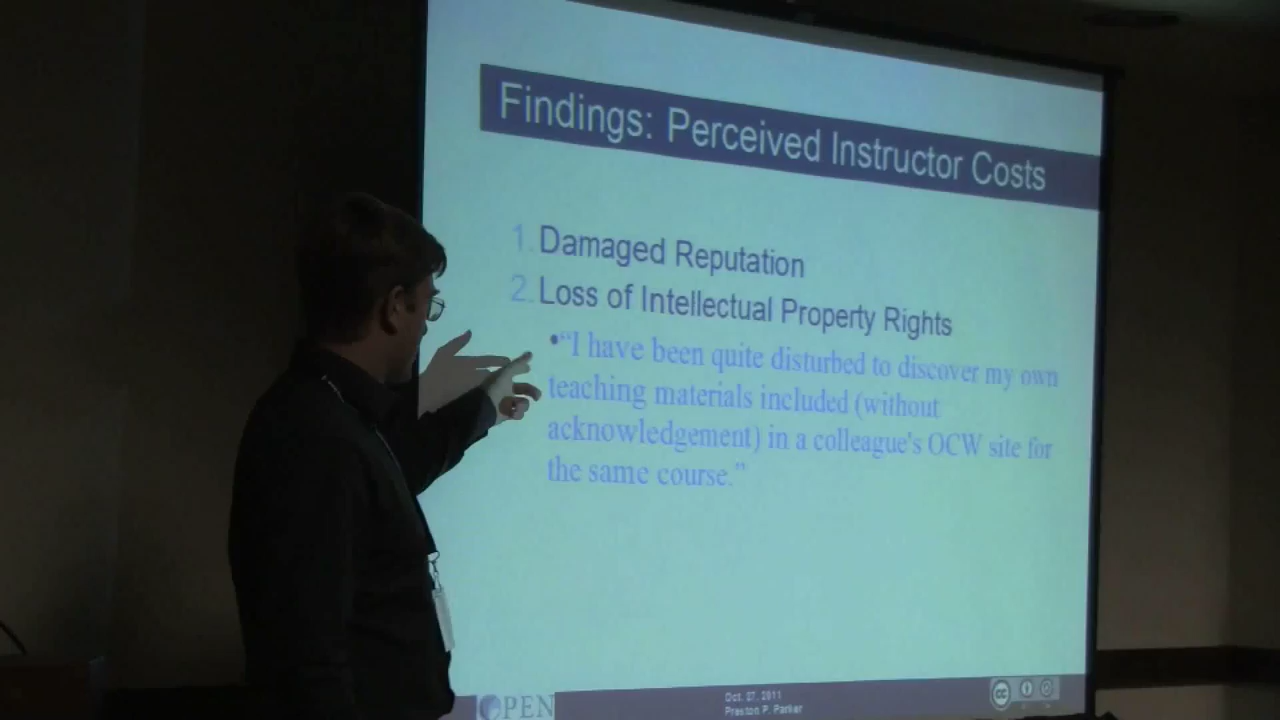 Findings: Perceived Instructor Costs
1. Damaged Reputation
2. Loss of Intellectual Property Rights
•“I have been quite disturbed to discover my own
teaching materials included (without
acknowledgement) in a colleague's OCW site for
the same course.”
OPEN
Oct. 27, 2011
Preston P. Parker
cc